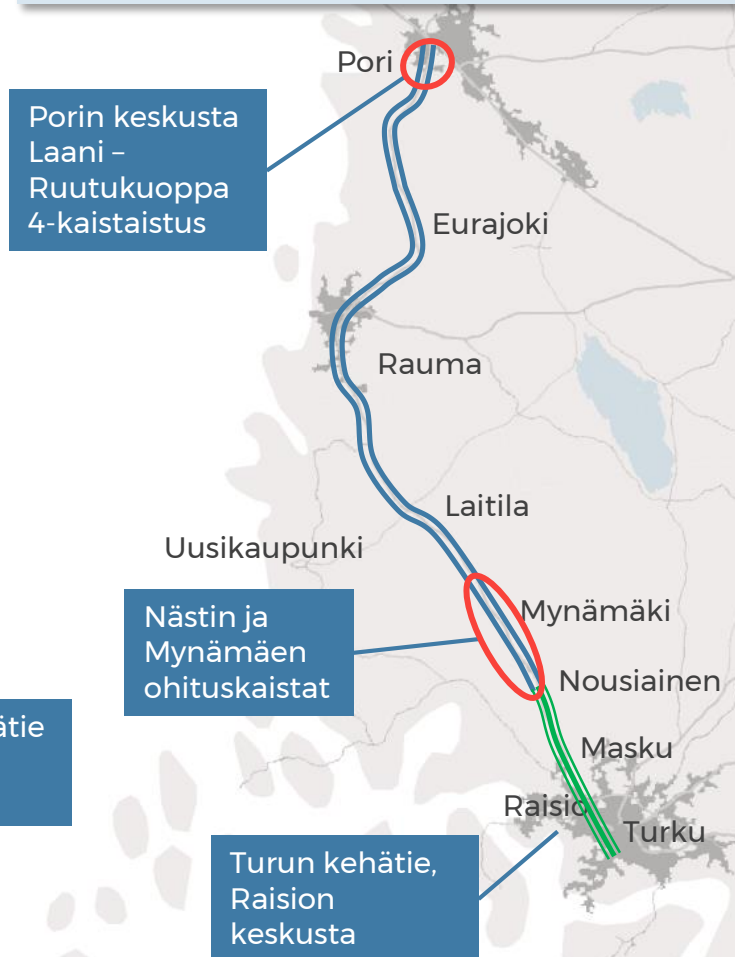 Pori
Porin keskusta
Laani –
Ruutukuoppa
4-kaistaistus
Eurajoki
Rauma
Laitila
Uusikaupunki
Nästin ja
Mynämäen
ohituskaistat
Mynämäki
Nousiainen
Masku
Raisio
Turku
Turun kehätie,
Raision
keskusta